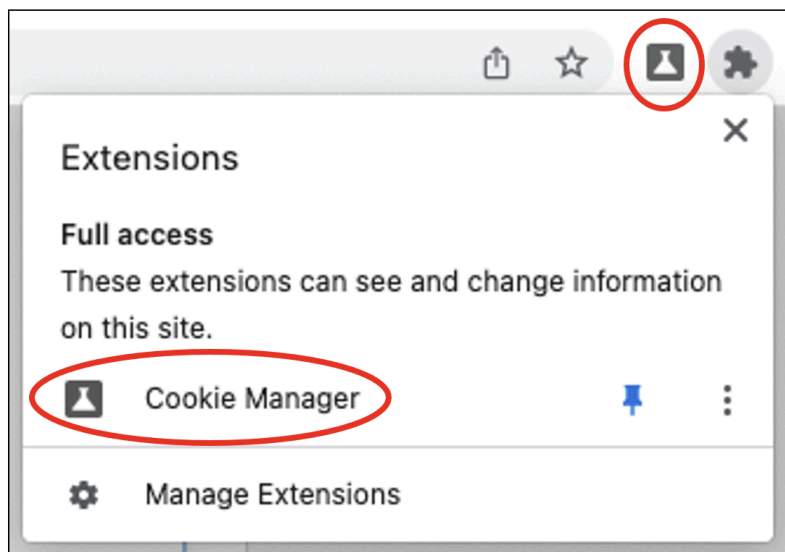 Extensions
Full access
These extensions can see and change information
on this site.
Cookie Manager
Manage Extensions